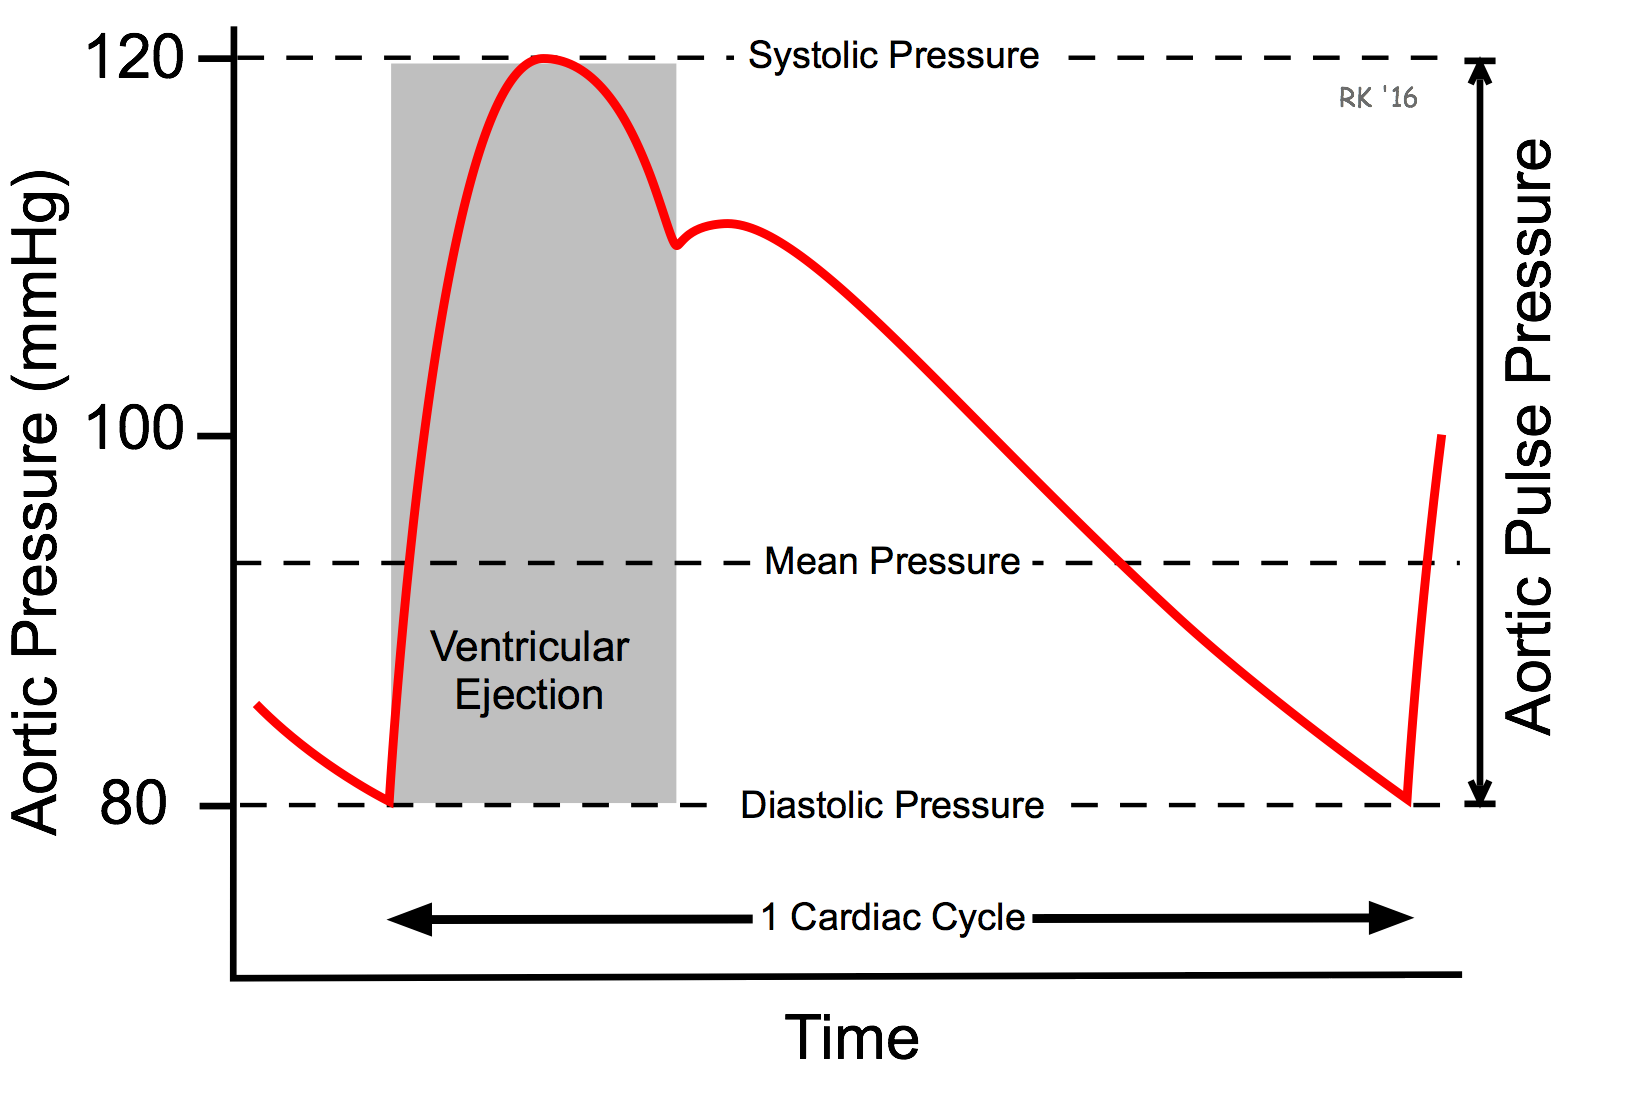 120
Systolic Pressure
RK '16
Aortic Pressure (mmHg)
Aortic Pulse Pressure
100
Mean Pressure
Ventricular
Ejection
80
Diastolic Pressure
1 Cardiac Cycle
Time